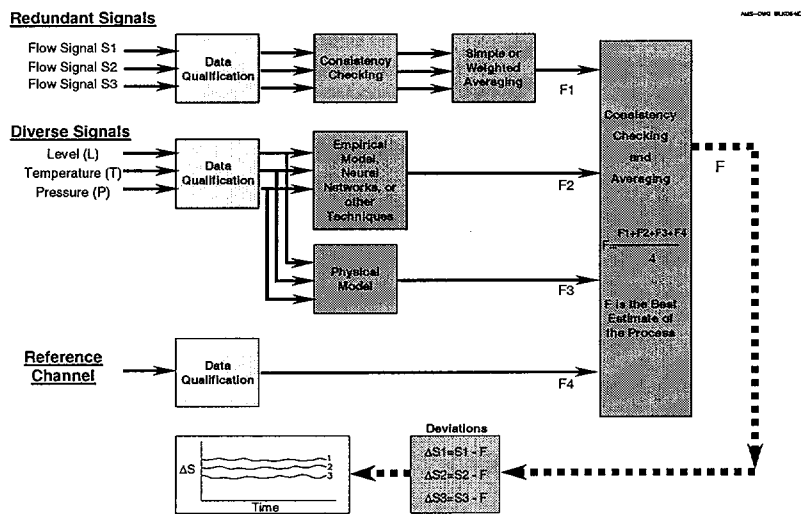 Redundant Signals
Flow Signal S1
Flow Signal S2
Flow Signal S3
Data
Qualification
Consistency
Checking
Simple or
Weighted
Averaging
F1
Diverse Signals
Level (L)
Temperature (T)
Pressure (P)
Data
Qualification
Empirical
Model,
Neural
Networks, or
other
Techniques
F2
Physical
Model
F3
Reference
Channel
Data
Qualification
F4
Consistency
Checking
and
Averaging
F=
F1+F2+F3+F4
4
F is the Best
Estimate of
the Process
F
Deviations
ΔS1=S1 - F
ΔS2=S2 - F
ΔS3=S3 - F
ΔS
1
2
3
Time